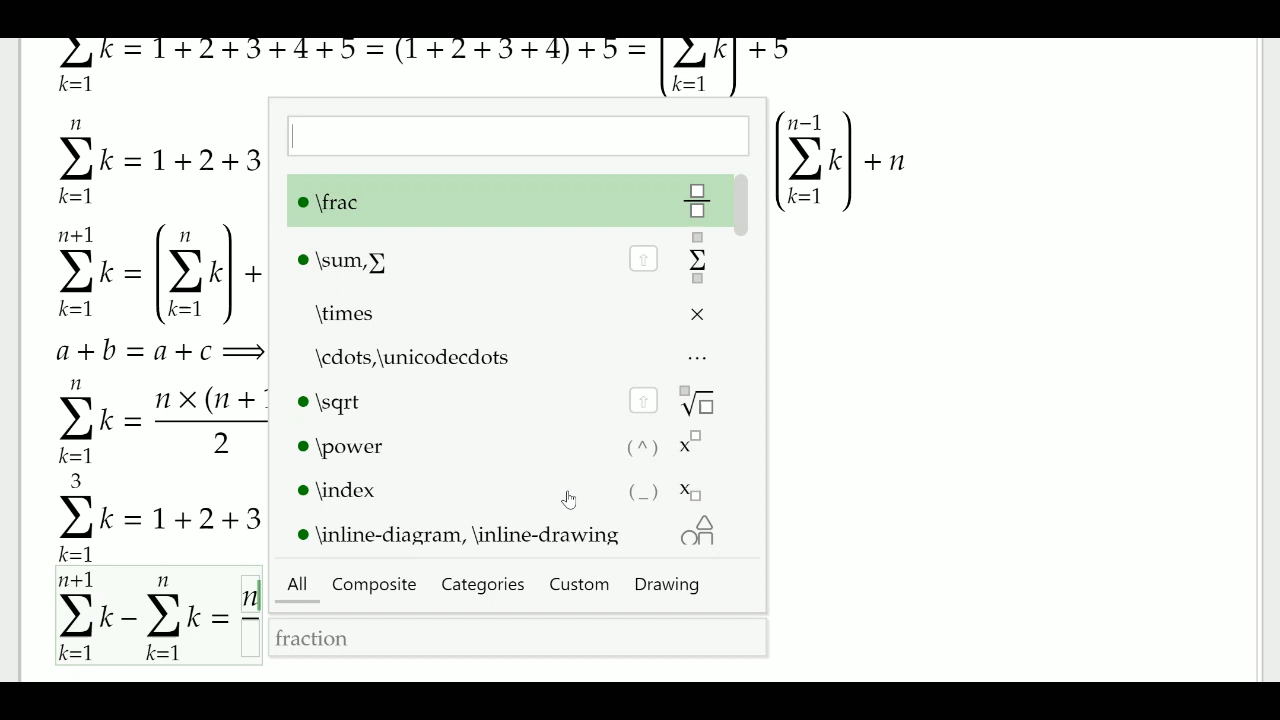 ∑ k = 1 + 2 + 3 + 4 + 5 = (1 + 2 + 3 + 4) + 5 = (∑ k) + 5
k=1 k=1
n n−1
∑ k = 1 + 2 + 3 (∑ k) + n
k=1 k=1
n+1 n
∑ k = (∑ k) +
k=1 k=1
a + b = a + c ⟹
n n × (n + 1
∑ k =
k=1 2
3
∑ k = 1 + 2 + 3
k=1
n+1 n n
∑ k − ∑ k =
k=1 k=1
\frac
\sum,∑ ⇧ ∑
\times ×
\cdots,\unicodecdots ⋯
\sqrt ⇧ √
\power ( ^ ) x
\index ( _ ) x
\inline-diagram, \inline-drawing
All Composite Categories Custom Drawing
fraction